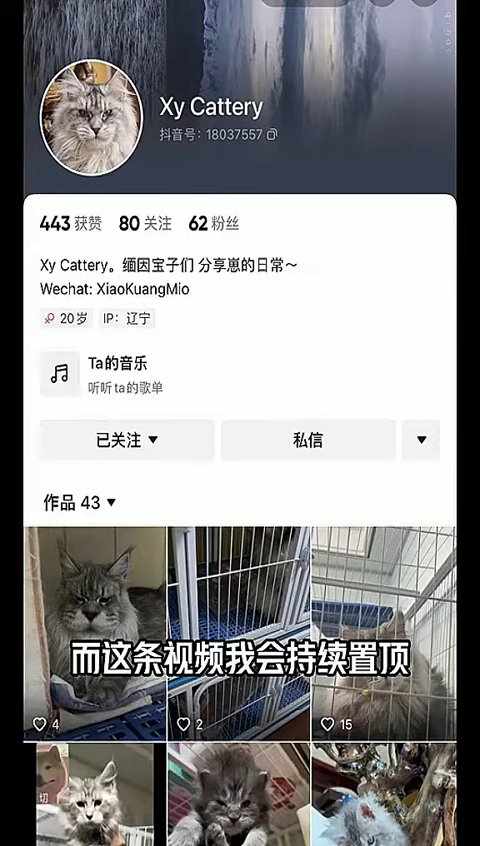 Xy Cattery
抖音号：18037557
443 获赞 80 关注 62 粉丝
Xy Cattery。缅因宝子们 分享崽的日常～
Wechat: XiaoKuangMio
20岁 IP：辽宁
Ta的音乐
听听ta的歌单
已关注 私信
作品 43
而这条视频我会持续置顶
4 2 15
切